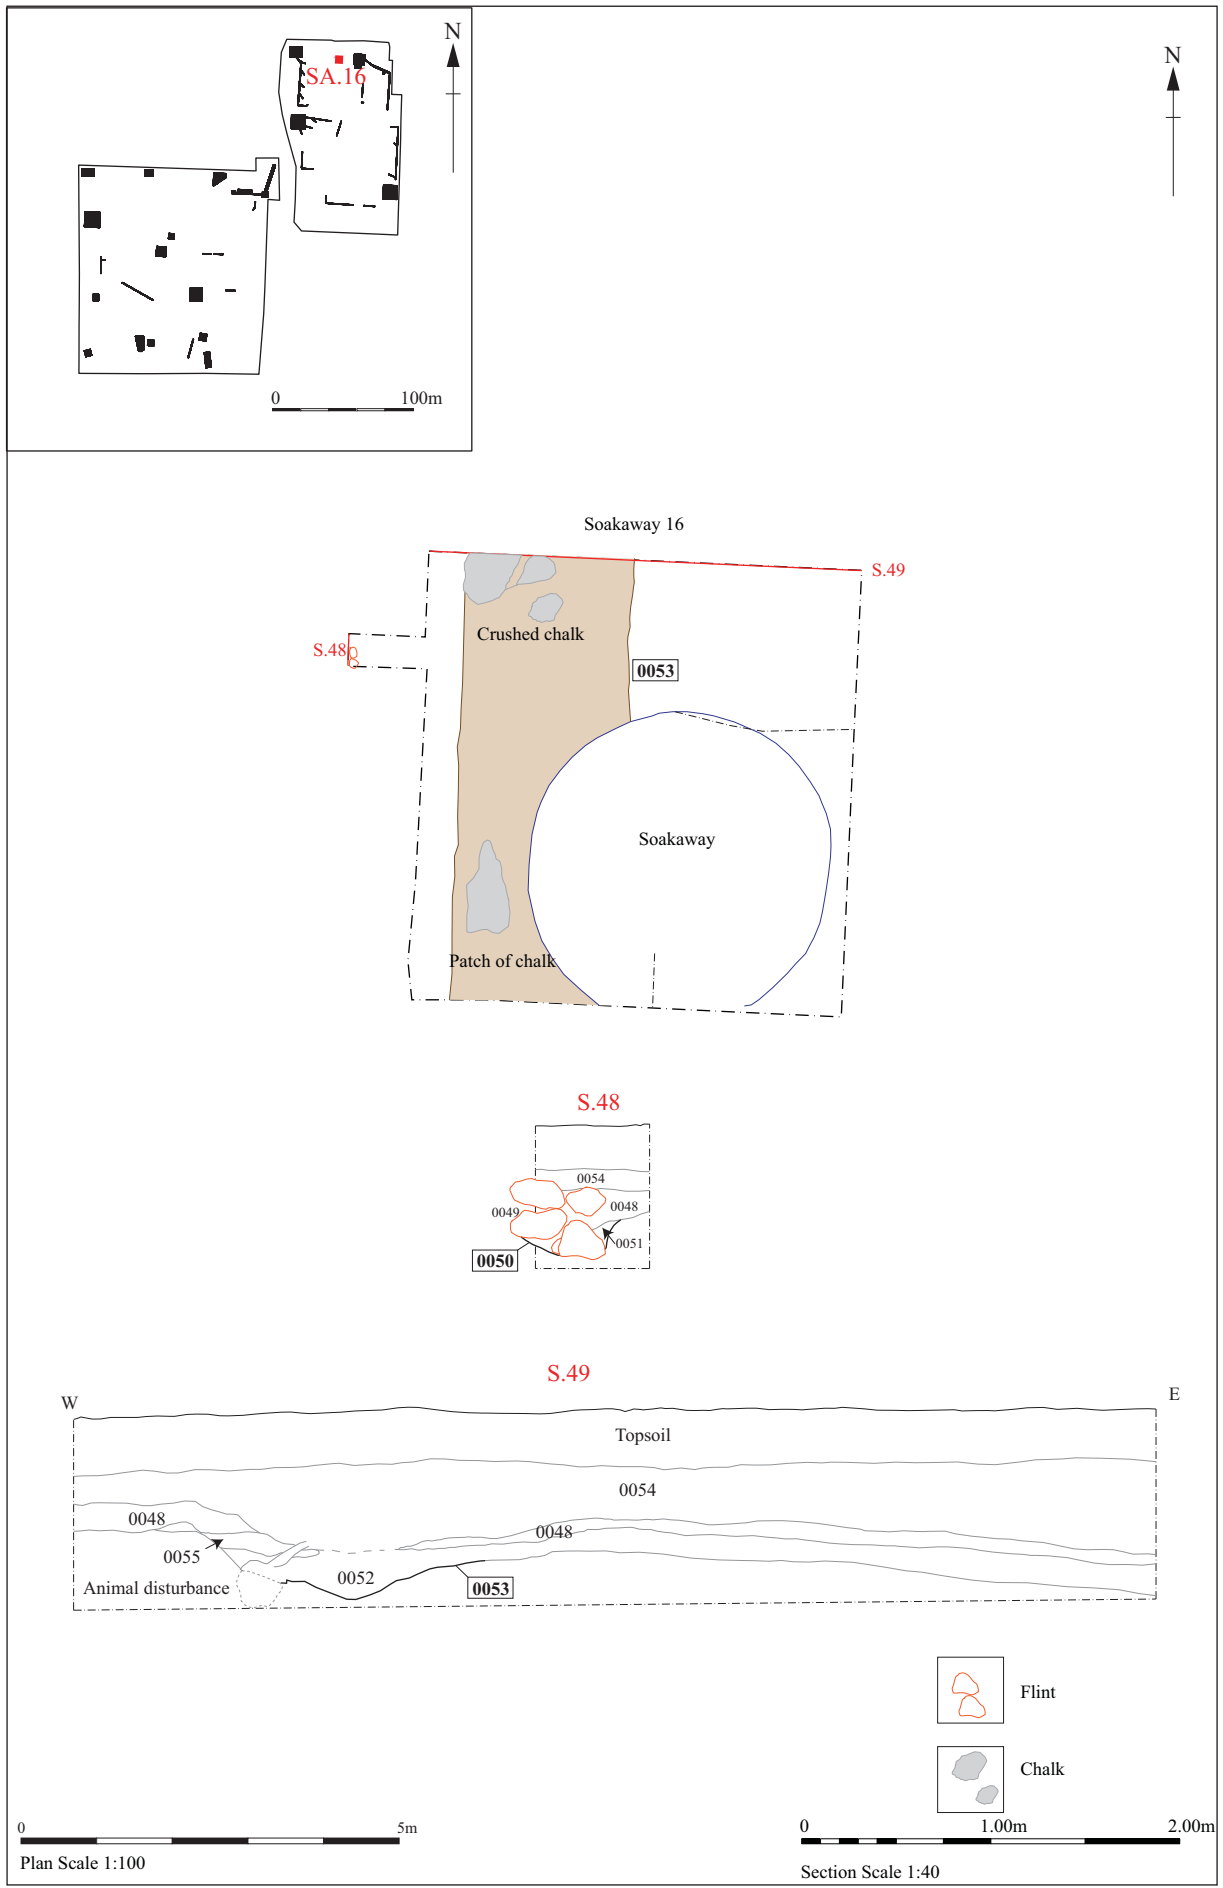 N
SA.16
0 100m
N
Soakaway 16
S.49
Crushed chalk
S.48
0053
Soakaway
Patch of chalk
S.48
0054
0049
0048
0051
0050
S.49
W
E
Topsoil
0054
0048
0048
0055
0052
Animal disturbance
0053
Flint
Chalk
0 5m
Plan Scale 1:100
0 1.00m 2.00m
Section Scale 1:40